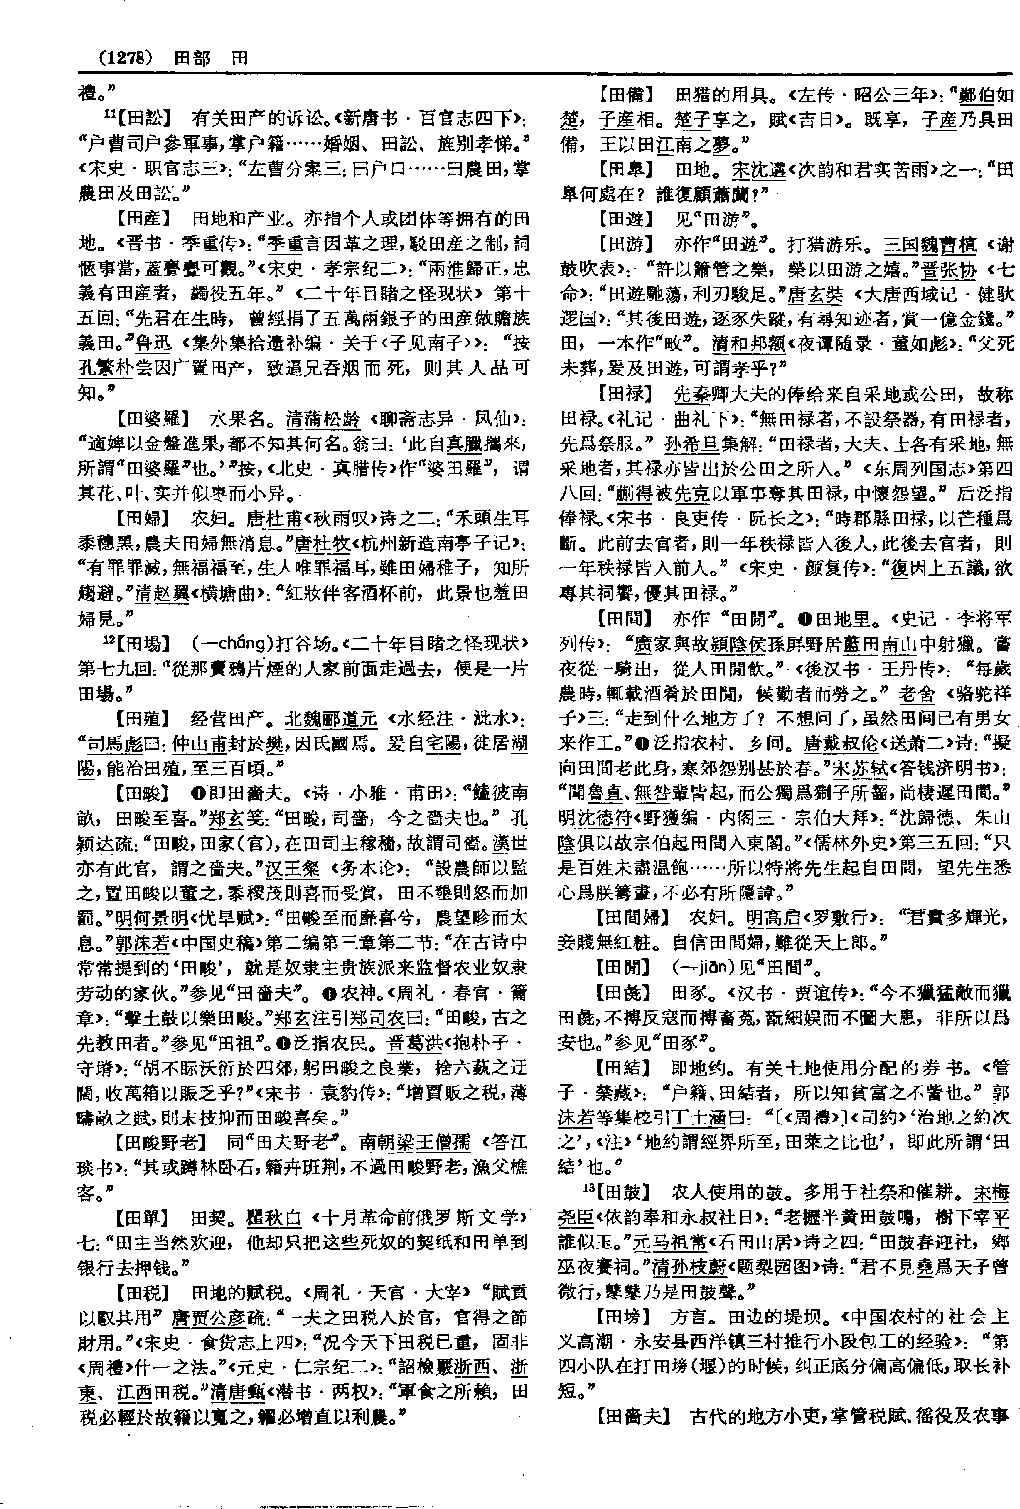 (1278) 田部 田
禮。”
11【田訟】 有关田产的诉讼。《新唐书·百官志四下》：
“户曹司户参軍事，掌户籍……婚姻、田訟、旌别孝悌。”
《宋史·职官志三》：“左曹分案三：曰户口……曰農田，掌
農田及田訟。”
【田産】 田地和产业。亦指个人或团体等拥有的田
地。《晋书·李重传》：“李重言因革之理，駮田産之制，詞
愜事當，蓋亹亹可觀。”《宋史·孝宗纪二》：“兩淮歸正，忠
義有田産者，蠲役五年。”《二十年目睹之怪现状》第十
五回：“先君在生時，曾經捐了五萬兩銀子的田産做贍族
義田。”鲁迅《集外集拾遗补编·关于〈子见南子〉》：“按
孔繁朴尝因广置田产，致逼兄吞烟而死，则其人品可
知。”
【田婆羅】 水果名。清蒲松龄《聊斋志异·凤仙》：
“適婢以金盤進果，都不知其何名。翁曰：‘此自真臘攜來，
所謂“田婆羅”也。’”按，《北史·真腊传》作“婆田羅”，谓
其花、叶、实并似枣而小异。
【田婦】 农妇。唐杜甫《秋雨叹》诗之二：“禾頭生耳
黍穗黑，農夫田婦無消息。”唐杜牧《杭州新造南亭子记》：
“有罪罪滅，無福福至，生人唯罪福耳，雖田婦稚子，知所
趨避。”清赵翼《横塘曲》：“紅妝伴客酒杯前，此景也羞田
婦見。”
12【田場】 （—cháng）打谷场。《二十年目睹之怪现状》
第七九回：“從那賣鴉片煙的人家前面走過去，便是一片
田場。”
【田殖】 经营田产。北魏郦道元《水经注·沘水》：
“司馬彪曰：仲山甫封於樊，因氏國焉。爰自宅陽，徙居湖
陽，能治田殖，至三百頃。”
【田畯】 ❶即田嗇夫。《诗·小雅·甫田》：“饁彼南
畝，田畯至喜。”郑玄笺：“田畯，司嗇，今之嗇夫也。”孔
颖达疏：“田畯，田家（官），在田司主稼穡，故謂司嗇。漢世
亦有此官，謂之嗇夫。”汉王粲《务本论》：“設農師以監
之，置田畯以董之，黍稷茂則喜而受賞，田不墾則怒而加
罰。”明何景明《忧旱赋》：“田畯至而靡喜兮，農望畛而太
息。”郭沫若《中国史稿》第二编第三章第二节：“在古诗中
常常提到的‘田畯’，就是奴隶主贵族派来监督农业奴隶
劳动的家伙。”参见“田嗇夫”。❷农神。《周礼·春官·籥
章》：“擊土鼓以樂田畯。”郑玄注引郑司农曰：“田畯，古之
先教田者。”参见“田祖”。❸泛指农民。晋葛洪《抱朴子·
守塉》：“胡不眎沃衍於四郊，躬田畯之良業，捨六藝之迂
闊，收萬箱以賑乏乎？”《宋书·袁豹传》：“增賈販之税，薄
疇畝之賦，則末技抑而田畯喜矣。”
【田畯野老】 同“田夫野老”。南朝梁王僧孺《答江
琰书》：“其或蹲林卧石，籍卉班荆，不過田畯野老，漁父樵
客。”
【田單】 田契。瞿秋白《十月革命前俄罗斯文学》
七：“田主当然欢迎，他却只把这些死奴的契纸和田单到
银行去押钱。”
【田税】 田地的赋税。《周礼·天官·大宰》“賦貢
以馭其用”唐贾公彦疏：“一夫之田税入於官，官得之節
財用。”《宋史·食货志上四》：“况今天下田税已重，固非
《周禮》什一之法。”《元史·仁宗纪二》：“詔檢覈浙西、浙
東、江西田税。”清唐甄《潜书·两权》：“軍食之所賴，田
税必輕於故籍以寬之，糴必增直以利農。”
【田備】 田猎的用具。《左传·昭公三年》：“鄭伯如
楚，子産相。楚子享之，赋《吉日》。既享，子産乃具田
備，王以田江南之夢。”
【田皐】 田地。宋沈遘《次韵和君实苦雨》之一：“田
皐何處在？誰復顧蕭蘭？”
【田遊】 见“田游”。
【田游】 亦作“田遊”。打猎游乐。三国魏曹植《谢
鼓吹表》：“許以簫管之樂，榮以田游之嬉。”晋张协《七
命》：“田遊馳蕩，利刃駿足。”唐玄奘《大唐西域记·健驮
逻国》：“其後田遊，逐豕失蹤，有尋知迹者，賞一億金錢。”
田，一本作“畋”。清和邦额《夜谭随录·董如彪》：“父死
未葬，爰及田遊，可謂孝乎？”
【田禄】 先秦卿大夫的俸给来自采地或公田，故称
田禄。《礼记·曲礼下》：“無田禄者，不設祭器，有田禄者，
先爲祭服。”孙希旦集解：“田禄者，大夫、士各有采地，無
采地者，其禄亦皆出於公田之所入。”《东周列国志》第四
八回：“蒯得被先克以軍事奪其田禄，中懷怨望。”后泛指
俸禄。《宋书·良吏传·阮长之》：“時郡縣田禄，以芒種爲
斷。此前去官者，則一年秩禄皆入後人，此後去官者，則
一年秩禄皆入前人。”《宋史·颜复传》：“復因上五議，欲
專其祠饗，優其田禄。”
【田間】 亦作“田閒”。❶田地里。《史记·李将军
列传》：“廣家與故潁陰侯孫屏野居藍田南山中射獵。嘗
夜從一騎出，從人田間飲。”《後汉书·王丹传》：“每歲
農時，輒載酒肴於田間，候勤者而勞之。”老舍《骆驼祥
子》三：“走到什么地方了？不想问了，虽然田间已有男女
来作工。”❷泛指农村、乡间。唐戴叔伦《送萧二》诗：“擬
向田間老此身，寒郊怨别甚於春。”宋苏轼《答钱济明书》：
“聞魯直、無咎輩皆起，而公獨爲猘子所齧，尚棲遲田間。”
明沈德符《野獲编·内阁三·宗伯大拜》：“沈歸德、朱山
陰俱以故宗伯起田間入東閣。”《儒林外史》第三五回：“只
是百姓未盡温飽……所以特將先生起自田間，望先生悉
心爲朕籌畫，不必有所隱諱。”
【田間婦】 农妇。明高启《罗敷行》：“君貴多輝光，
妾賤無紅粧。自信田間婦，難從天上郎。”
【田閒】 （—jiān）见“田間”。
【田彘】 田豕。《汉书·贾谊传》：“今不獵猛敵而獵
田彘，不搏反寇而搏畜菟，翫細娱而不圖大患，非所以爲
安也。”参见“田豕”。
【田結】 即地约。有关土地使用分配的券书。《管
子·禁藏》：“户籍、田結者，所以知貧富之不訾也。”郭
沫若等集校引丁士涵曰：“〔《周禮》〕《司約》‘治地之約次
之’，《注》‘地約謂經界所至，田萊之比也’，即此所謂‘田
結’也。”
13【田鼓】 农人使用的鼓。多用于社祭和催耕。宋梅
尧臣《依韵奉和永叔社日》：“老櫪半黄田鼓鳴，樹下宰平
誰似玉。”元马祖常《石田山居》诗之四：“田鼓春迎社，鄉
巫夜賽祠。”清孙枝蔚《题梨园图》诗：“君不見堯爲天子曾
微行，鼕鼕乃是田鼓聲。”
【田塝】 方言。田边的堤坝。《中国农村的社会主
义高潮·永安县西洋镇三村推行小段包工的经验》：“第
四小队在打田塝（堰）的时候，纠正底分偏高偏低，取长补
短。”
【田嗇夫】 古代的地方小吏，掌管税赋、徭役及农事